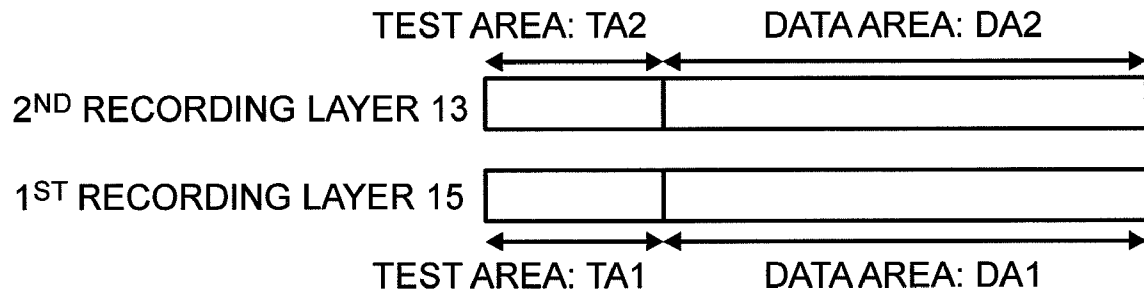 TEST AREA: TA2 DATA AREA: DA2
2ND RECORDING LAYER 13
1ST RECORDING LAYER 15
TEST AREA: TA1 DATA AREA: DA1